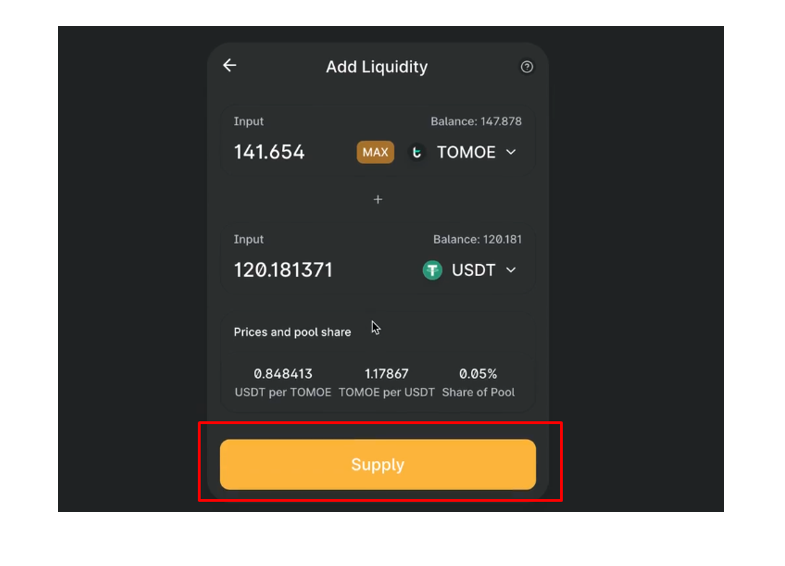 Add Liquidity
Input Balance: 147.878
141.654 MAX TOMOE
+
Input Balance: 120.181
120.181371 USDT
Prices and pool share
0.848413 1.17867 0.05%
USDT per TOMOE TOMOE per USDT Share of Pool
Supply